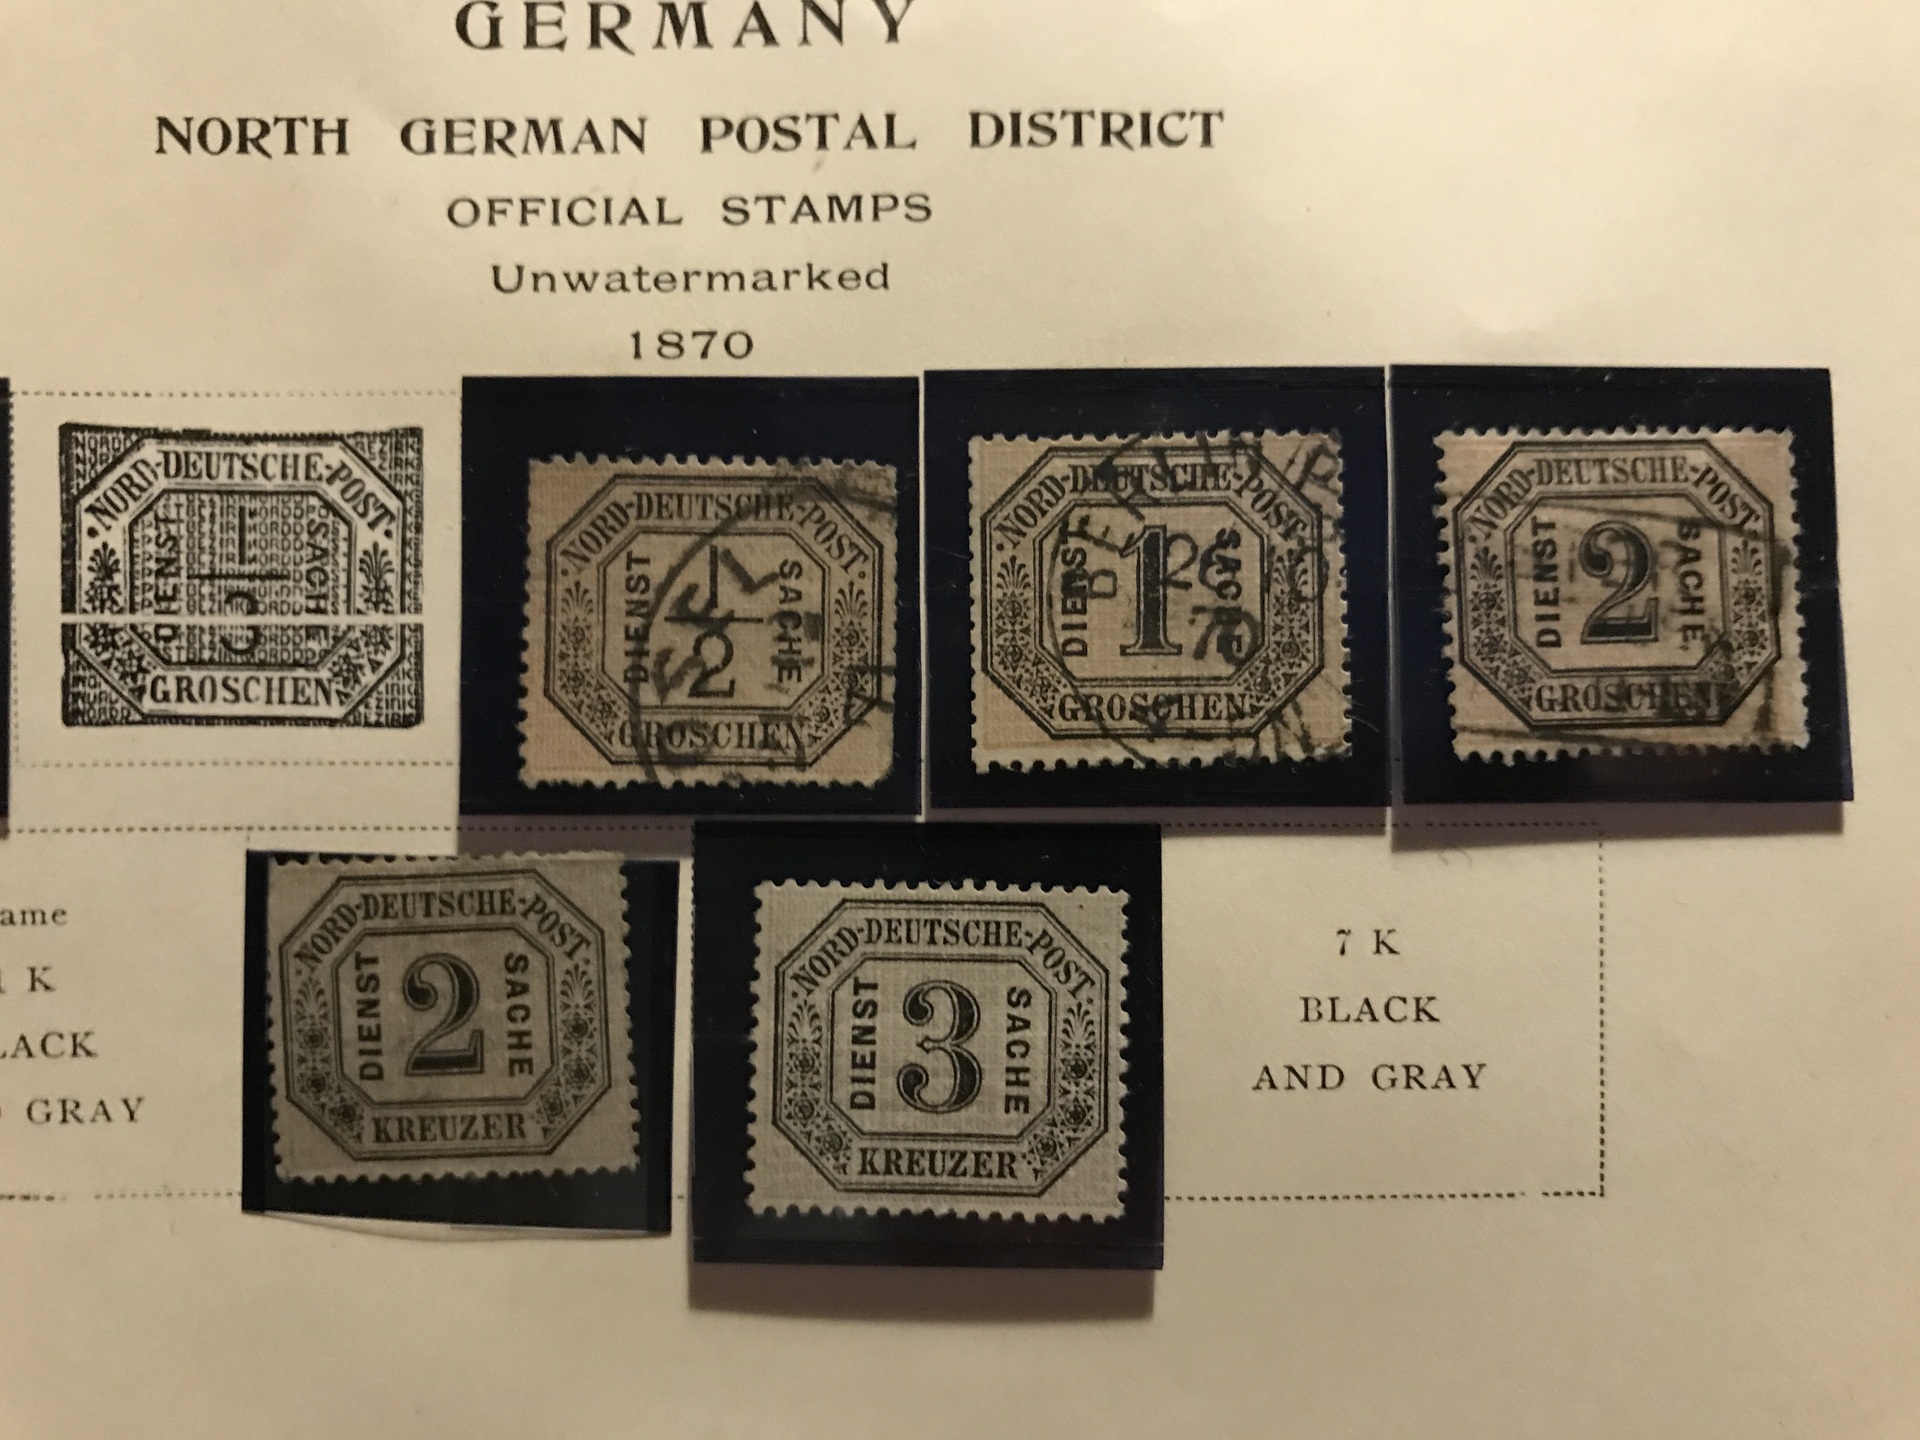 GERMANY
NORTH GERMAN POSTAL DISTRICT
OFFICIAL STAMPS
Unwatermarked
1870
NORD-DEUTSCHE-POST
DIENST
SACHE
GROSCHEN
NORD-DEUTSCHE-POST
DIENST
1/2
SACHE
GROSCHEN
NORD-DEUTSCHE-POST
DIENST
1
SACHE
GROSCHEN
NORD-DEUTSCHE-POST
DIENST
2
SACHE
GROSCHEN
ame
1 K
LACK
GRAY
NORD-DEUTSCHE-POST
DIENST
2
SACHE
KREUZER
NORD-DEUTSCHE-POST
DIENST
3
SACHE
KREUZER
7 K
BLACK
AND GRAY